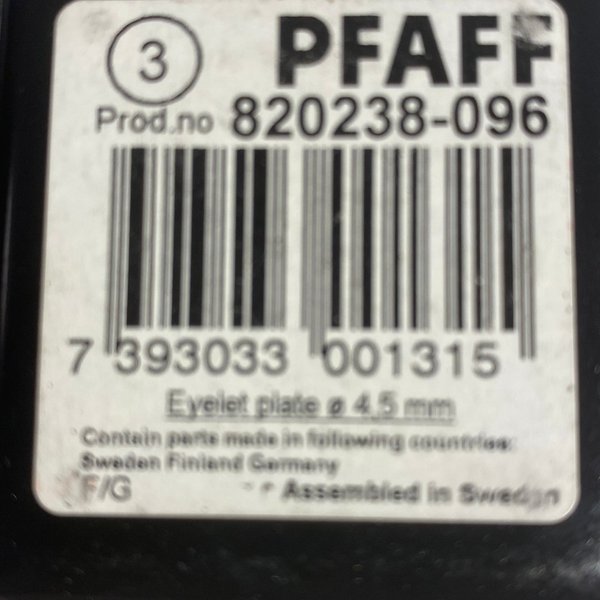 3 PFAFF
Prod.no 820238-096
7 393033 001315
Eyelet plate ø 4.5 mm
Contain parts made in following countries:
Sweden Finland Germany
F/G Assembled in Sweden